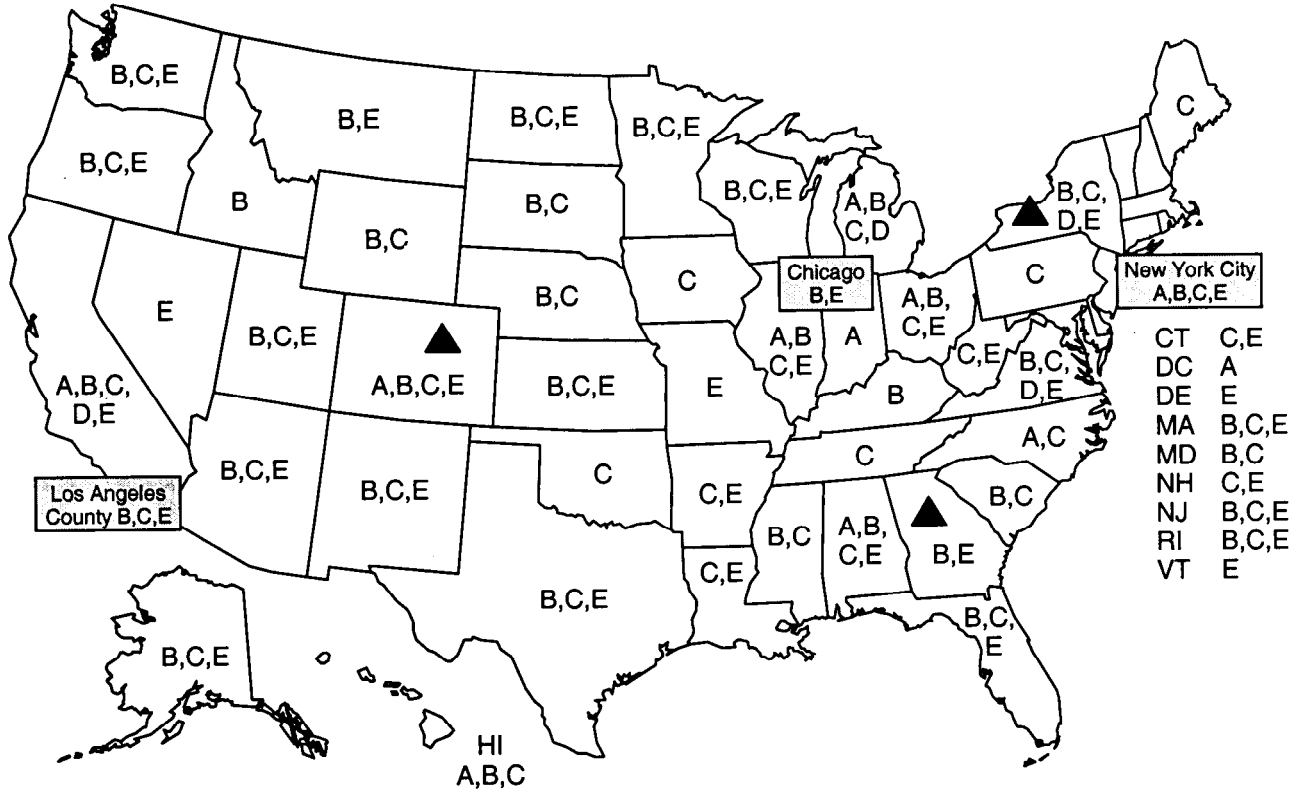 B,C,E
B,E
B,C,E
B,C,E
C
B,C,E
B
B,C
B,C
B,C,E
A,B,
C,D
B,C,
D,E
E
B,C,E
A,B,C,E
B,C
C
Chicago
B,E
C
New York City
A,B,C,E
A,B,C,
D,E
B,C,E
E
A,B
C,E
A
A,B,
C,E
C,E
B,C,
D,E
B
Los Angeles
County B,C,E
B,C,E
B,C,E
C
C,E
C
A,C
B,C
B,C
A,B,
C,E
B,E
C,E
B,C,E
B,C,
E
B,C,E
HI
A,B,C
CT C,E
DC A
DE E
MA B,C,E
MD B,C
NH C,E
NJ B,C,E
RI B,C,E
VT E